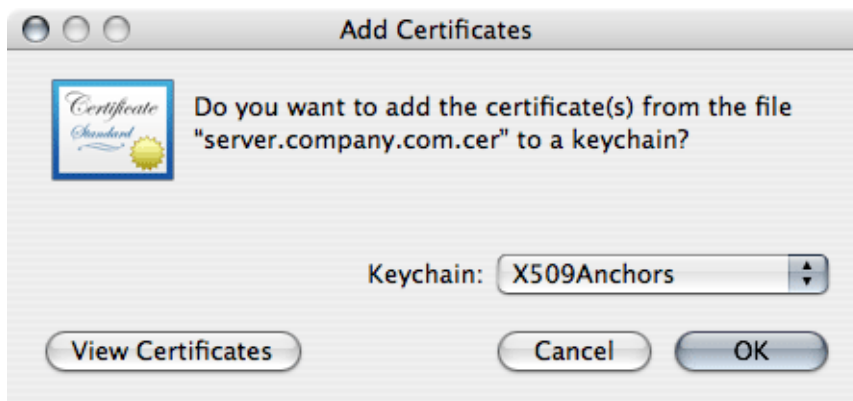 Add Certificates
Certificate
Standard
Do you want to add the certificate(s) from the file
"server.company.com.cer" to a keychain?
Keychain: X509Anchors
View Certificates Cancel OK